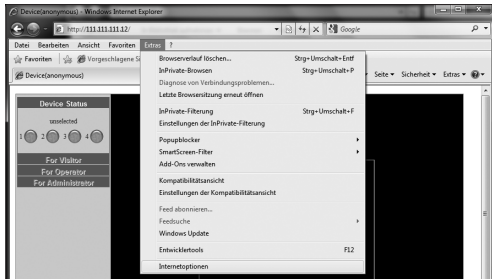 Device(anonymous) - Windows Internet Explorer
http://111.111.111.12/
Google
Datei Bearbeiten Ansicht Favoriten Extras ?
Favoriten
Vorgeschlagene Si
Device(anonymous)
Seite Sicherheit Extras
Browserverlauf löschen... Strg+Umschalt+Entf
InPrivate-Browsen Strg+Umschalt+P
Diagnose von Verbindungsproblemen...
Letzte Browsersitzung erneut öffnen
InPrivate-Filterung Strg+Umschalt+F
Einstellungen der InPrivate-Filterung
Popupblocker
SmartScreen-Filter
Add-Ons verwalten
Kompatibilitätsansicht
Einstellungen der Kompatibilitätsansicht
Feed abonnieren...
Feedsuche
Windows Update
Entwicklertools F12
Internetoptionen
Device Status
unselected
1 2 3 4
For Visitor
For Operator
For Administrator